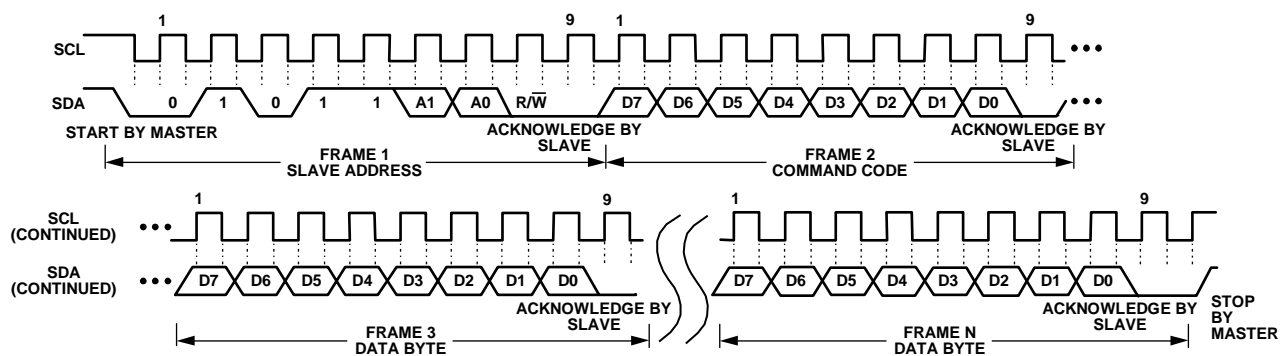 1 9 1 9
SCL
SDA 0 1 0 1 1 A1 A0 R/W̅ D7 D6 D5 D4 D3 D2 D1 D0
START BY MASTER ACKNOWLEDGE BY SLAVE ACKNOWLEDGE BY SLAVE
FRAME 1
SLAVE ADDRESS
FRAME 2
COMMAND CODE
1 9 1 9
SCL
(CONTINUED)
SDA
(CONTINUED)
D7 D6 D5 D4 D3 D2 D1 D0 D7 D6 D5 D4 D3 D2 D1 D0
ACKNOWLEDGE BY SLAVE ACKNOWLEDGE BY SLAVE
STOP
BY
MASTER
FRAME 3
DATA BYTE
FRAME N
DATA BYTE